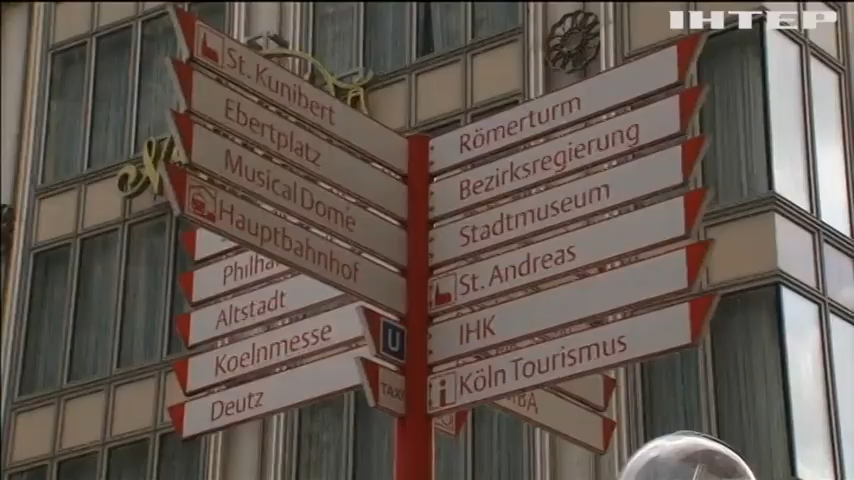 ІНТЕР
St. Kunibert
Ebertplatz
Musical Dome
Hauptbahnhof
Altstadt
Koelnmesse
Deutz
U
TAXI
Römerturm
Bezirksregierung
Stadtmuseum
St. Andreas
IHK
i Köln Tourismus